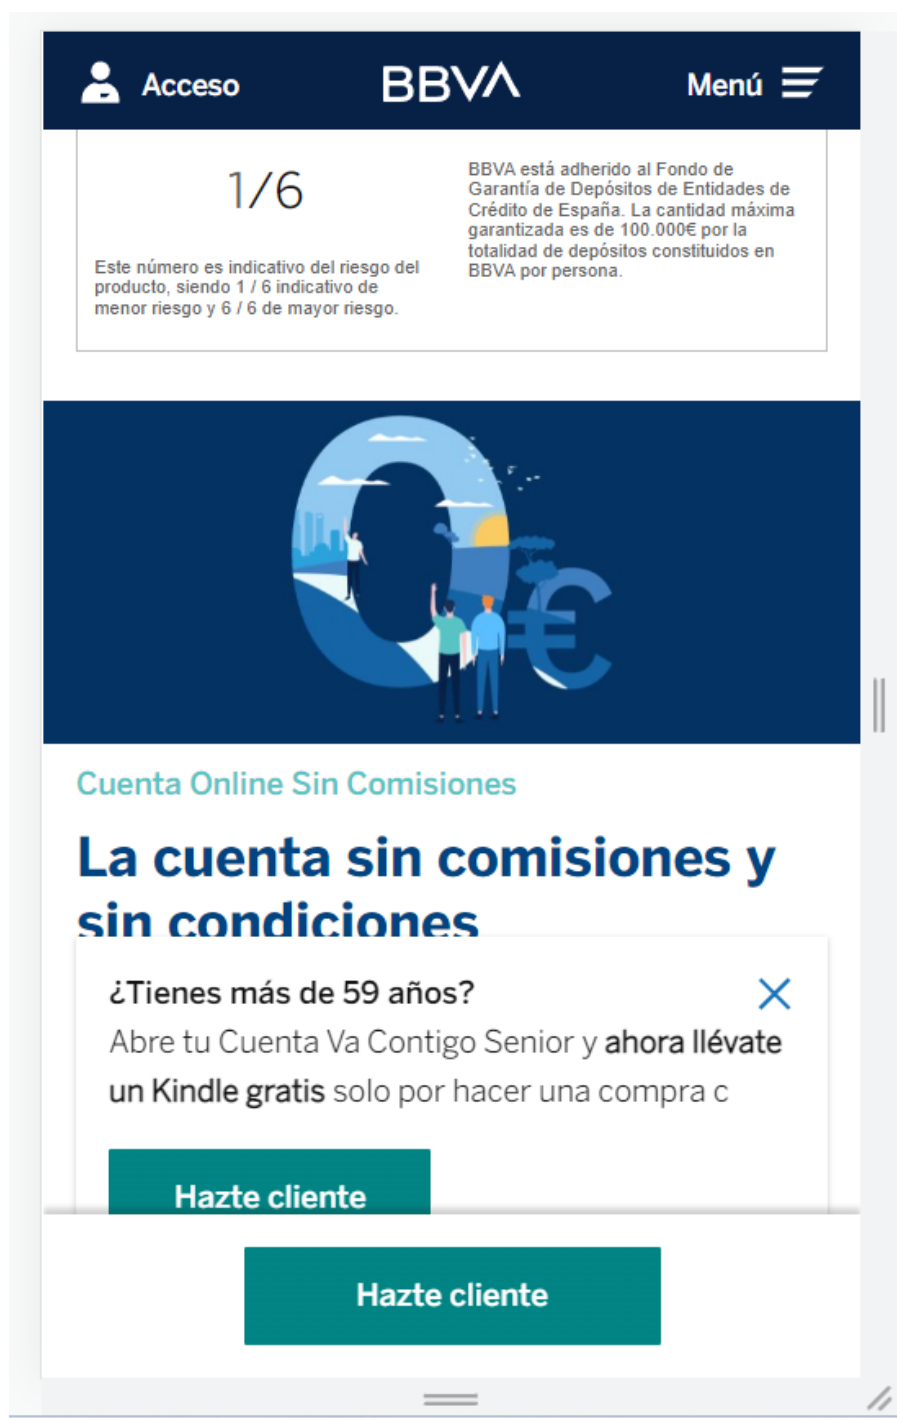 Acceso
BBVA
Menú
1/6
Este número es indicativo del riesgo del
producto, siendo 1 / 6 indicativo de
menor riesgo y 6 / 6 de mayor riesgo.
BBVA está adherido al Fondo de
Garantía de Depósitos de Entidades de
Crédito de España. La cantidad máxima
garantizada es de 100.000€ por la
totalidad de depósitos constituidos en
BBVA por persona.
0€
Cuenta Online Sin Comisiones
La cuenta sin comisiones y
sin condiciones
¿Tienes más de 59 años?
Abre tu Cuenta Va Contigo Senior y ahora llévate
un Kindle gratis solo por hacer una compra c
Hazte cliente
Hazte cliente